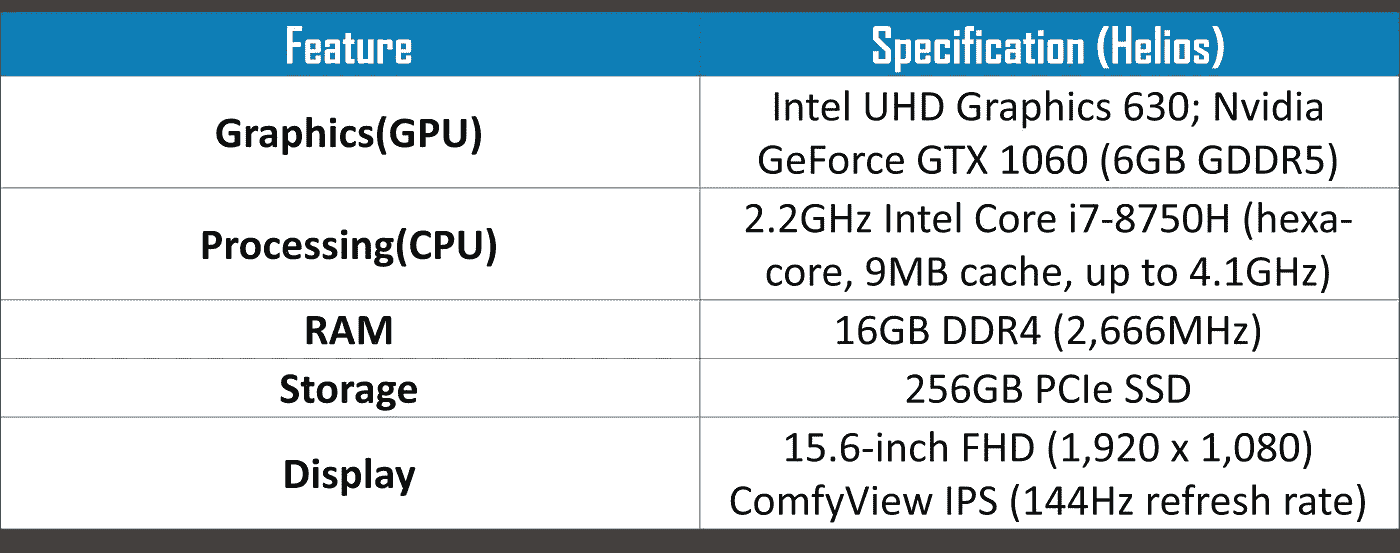 Feature
Specification (Helios)
Graphics(GPU)
Intel UHD Graphics 630; Nvidia
GeForce GTX 1060 (6GB GDDR5)
Processing(CPU)
2.2GHz Intel Core i7-8750H (hexa-
core, 9MB cache, up to 4.1GHz)
RAM
16GB DDR4 (2,666MHz)
Storage
256GB PCIe SSD
Display
15.6-inch FHD (1,920 x 1,080)
ComfyView IPS (144Hz refresh rate)